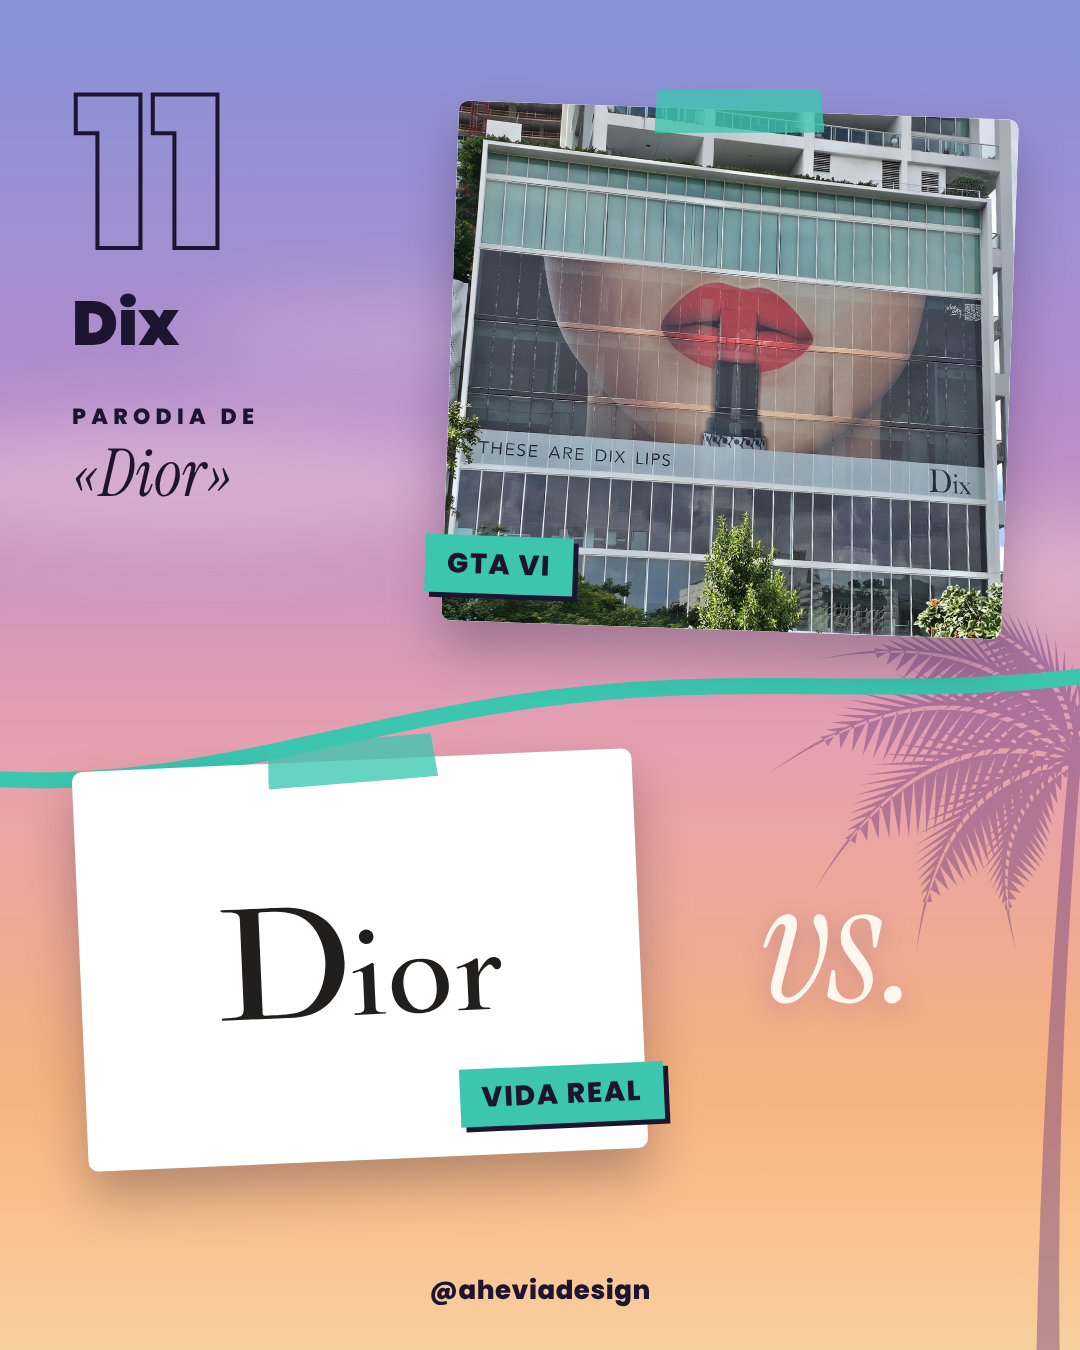 11
Dix
PARODIA DE
«Dior»
THESE ARE DIX LIPS
Dix
GTA VI
Dior
VIDA REAL
vs.
@aheviadesign